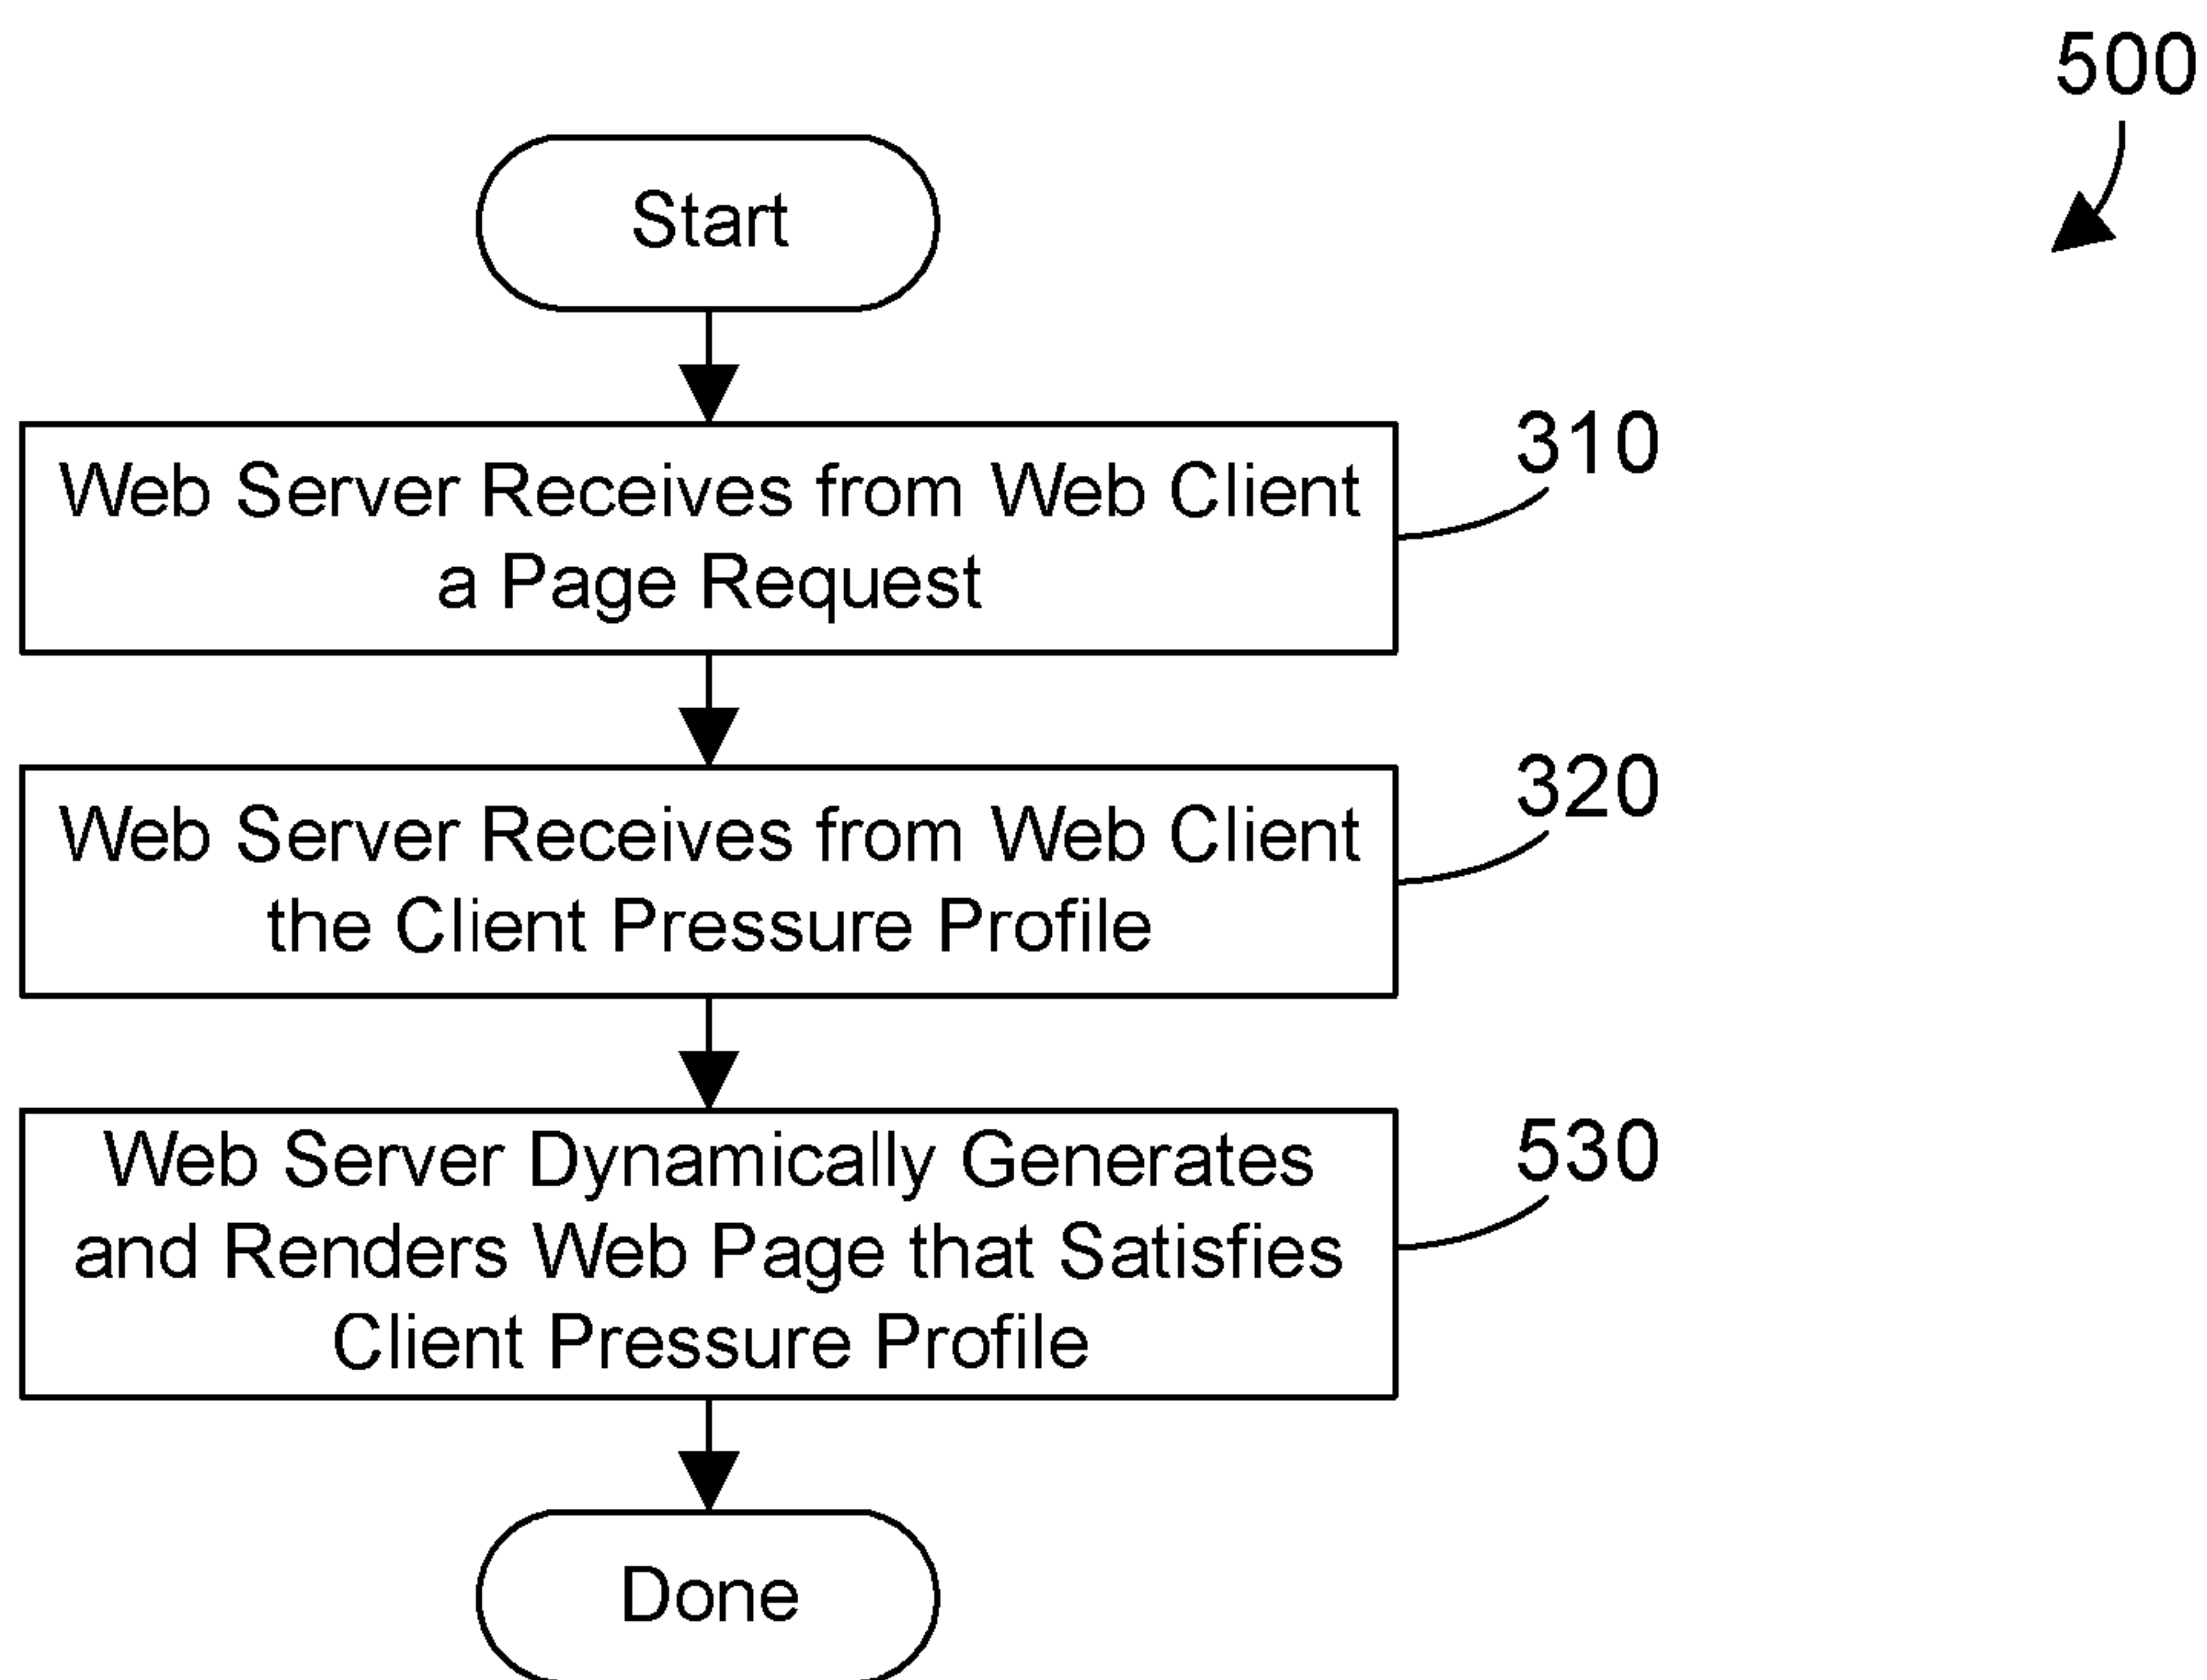 500
Start
Web Server Receives from Web Client
a Page Request
310
Web Server Receives from Web Client
the Client Pressure Profile
320
Web Server Dynamically Generates
and Renders Web Page that Satisfies
Client Pressure Profile
530
Done